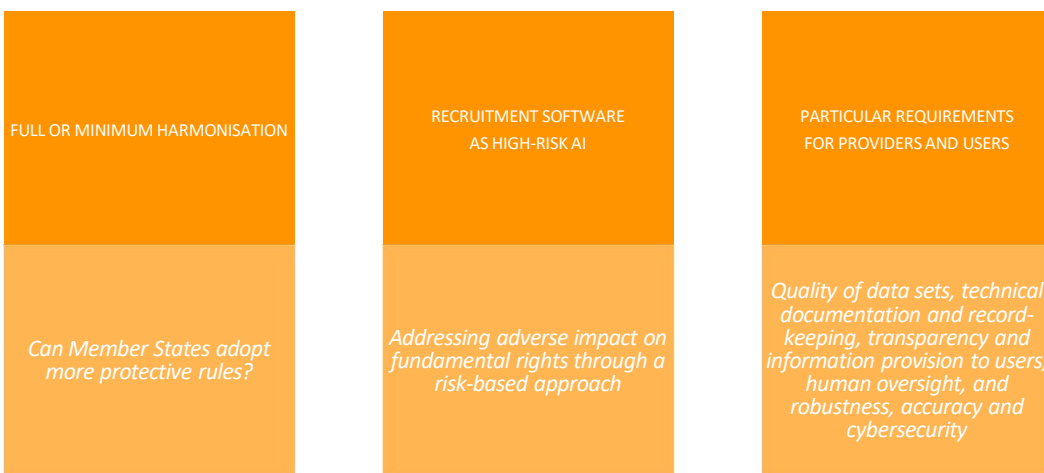 FULL OR MINIMUM HARMONISATION
Can Member States adopt
more protective rules?
RECRUITMENT SOFTWARE
AS HIGH-RISK AI
Addressing adverse impact on
fundamental rights through a
risk-based approach
PARTICULAR REQUIREMENTS
FOR PROVIDERS AND USERS
Quality of data sets, technical
documentation and record-
keeping, transparency and
information provision to users,
human oversight, and
robustness, accuracy and
cybersecurity